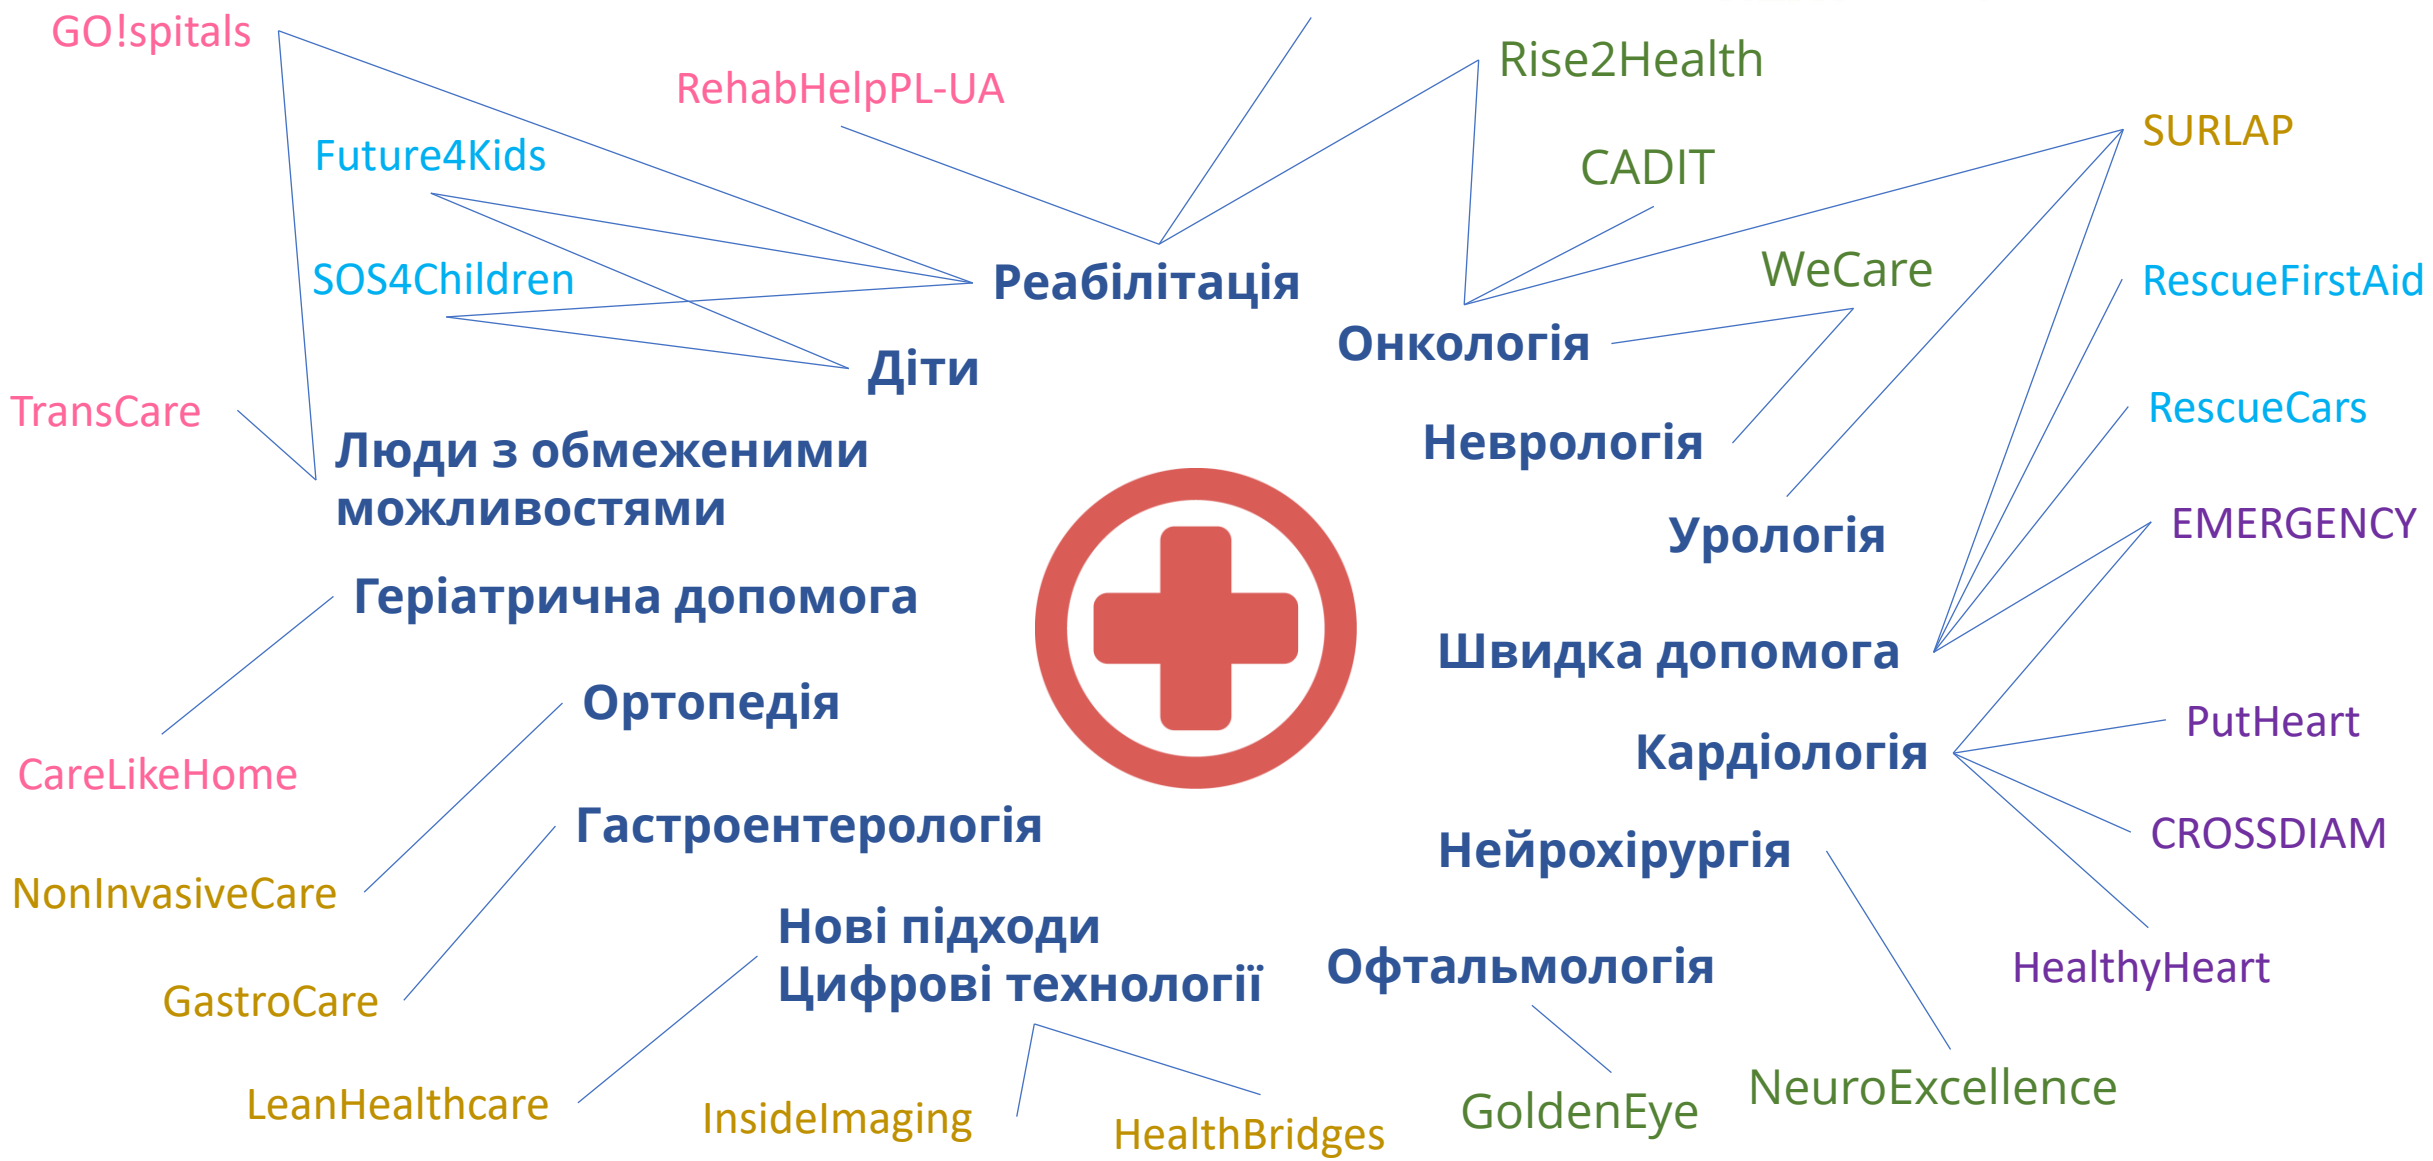 GO!spitals
RehabHelpPL-UA
Rise2Health
Future4Kids
CADIT
SURLAP
SOS4Children
Реабілітація
WeCare
RescueFirstAid
Онкологія
Діти
TransCare
RescueCars
Люди з обмеженими
можливостями
Неврологія
Урологія
EMERGENCY
Геріатрична допомога
Швидка допомога
Ортопедія
PutHeart
Кардіологія
CareLikeHome
Гастроентерологія
CROSSDIAM
Нейрохірургія
NonInvasiveCare
Нові підходи
Цифрові технології
Офтальмологія
HealthyHeart
GastroCare
LeanHealthcare
InsideImaging
HealthBridges
GoldenEye
NeuroExcellence